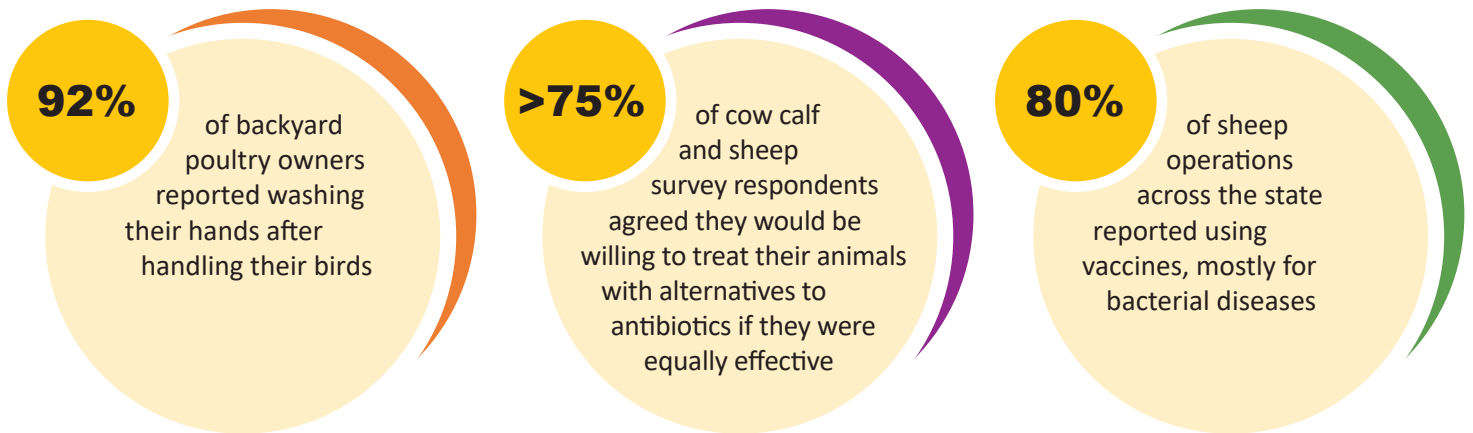 92%
of backyard
poultry owners
reported washing
their hands after
handling their birds
>75%
of cow calf
and sheep
survey respondents
agreed they would be
willing to treat their animals
with alternatives to
antibiotics if they were
equally effective
80%
of sheep
operations
across the state
reported using
vaccines, mostly for
bacterial diseases